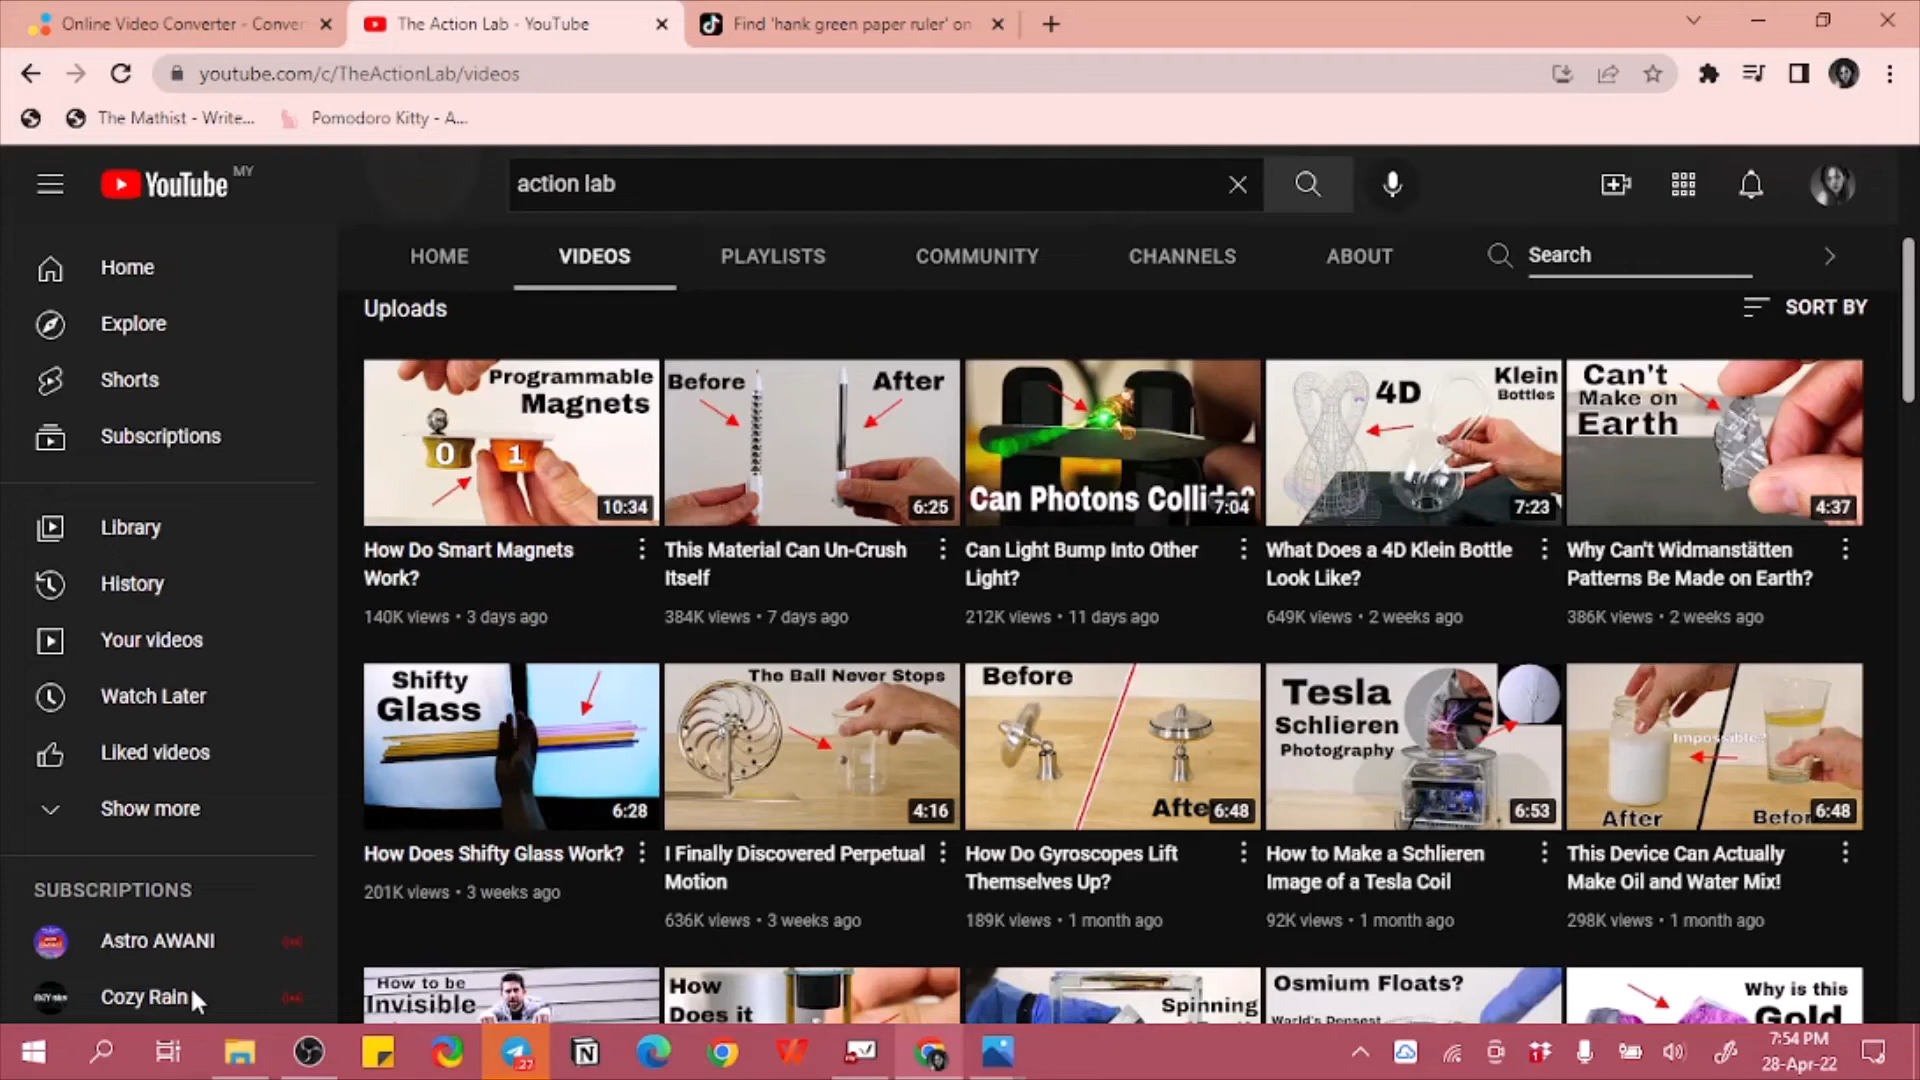 Online Video Converter - Conver
The Action Lab - YouTube
Find 'hank green paper ruler' on
youtube.com/c/TheActionLab/videos
The Mathist - Write...
Pomodoro Kitty - A...
YouTube MY
action lab
HOME
VIDEOS
PLAYLISTS
COMMUNITY
CHANNELS
ABOUT
Search
Home
Explore
Shorts
Subscriptions
Library
History
Your videos
Watch Later
Liked videos
Show more
SUBSCRIPTIONS
Astro AWANI
Cozy Rain
Uploads
SORT BY
Programmable
Magnets
0 1
10:34
Before After
6:25
Can Photons Collide?
7:04
4D Klein
Bottles
7:23
Can't
Make on
Earth
4:37
How Do Smart Magnets
Work?
140K views • 3 days ago
This Material Can Un-Crush
Itself
384K views • 7 days ago
Can Light Bump Into Other
Light?
212K views • 11 days ago
What Does a 4D Klein Bottle
Look Like?
649K views • 2 weeks ago
Why Can't Widmanstätten
Patterns Be Made on Earth?
386K views • 2 weeks ago
Shifty
Glass
6:28
The Ball Never Stops
4:16
Before
After
6:48
Tesla
Schlieren
Photography
6:53
Impossible?
After
Before
6:48
How Does Shifty Glass Work?
201K views • 3 weeks ago
I Finally Discovered Perpetual
Motion
636K views • 3 weeks ago
How Do Gyroscopes Lift
Themselves Up?
189K views • 1 month ago
How to Make a Schlieren
Image of a Tesla Coil
92K views • 1 month ago
This Device Can Actually
Make Oil and Water Mix!
298K views • 1 month ago
How to be
Invisible
How
Does it
Spinning
Osmium Floats?
World's Densest
Why is this
Gold
27
7:54 PM
28-Apr-22